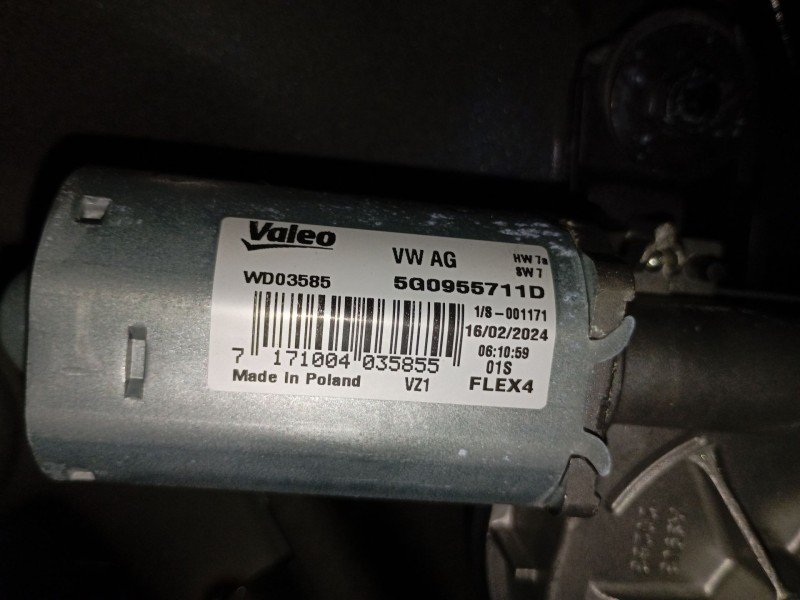 Valeo
VW AG
HW 7a
SW 7
WD03585
5G0955711D
1/S-001171
16/02/2024
06:10:59
7 171004 035855
01S
Made in Poland
VZ1
FLEX4